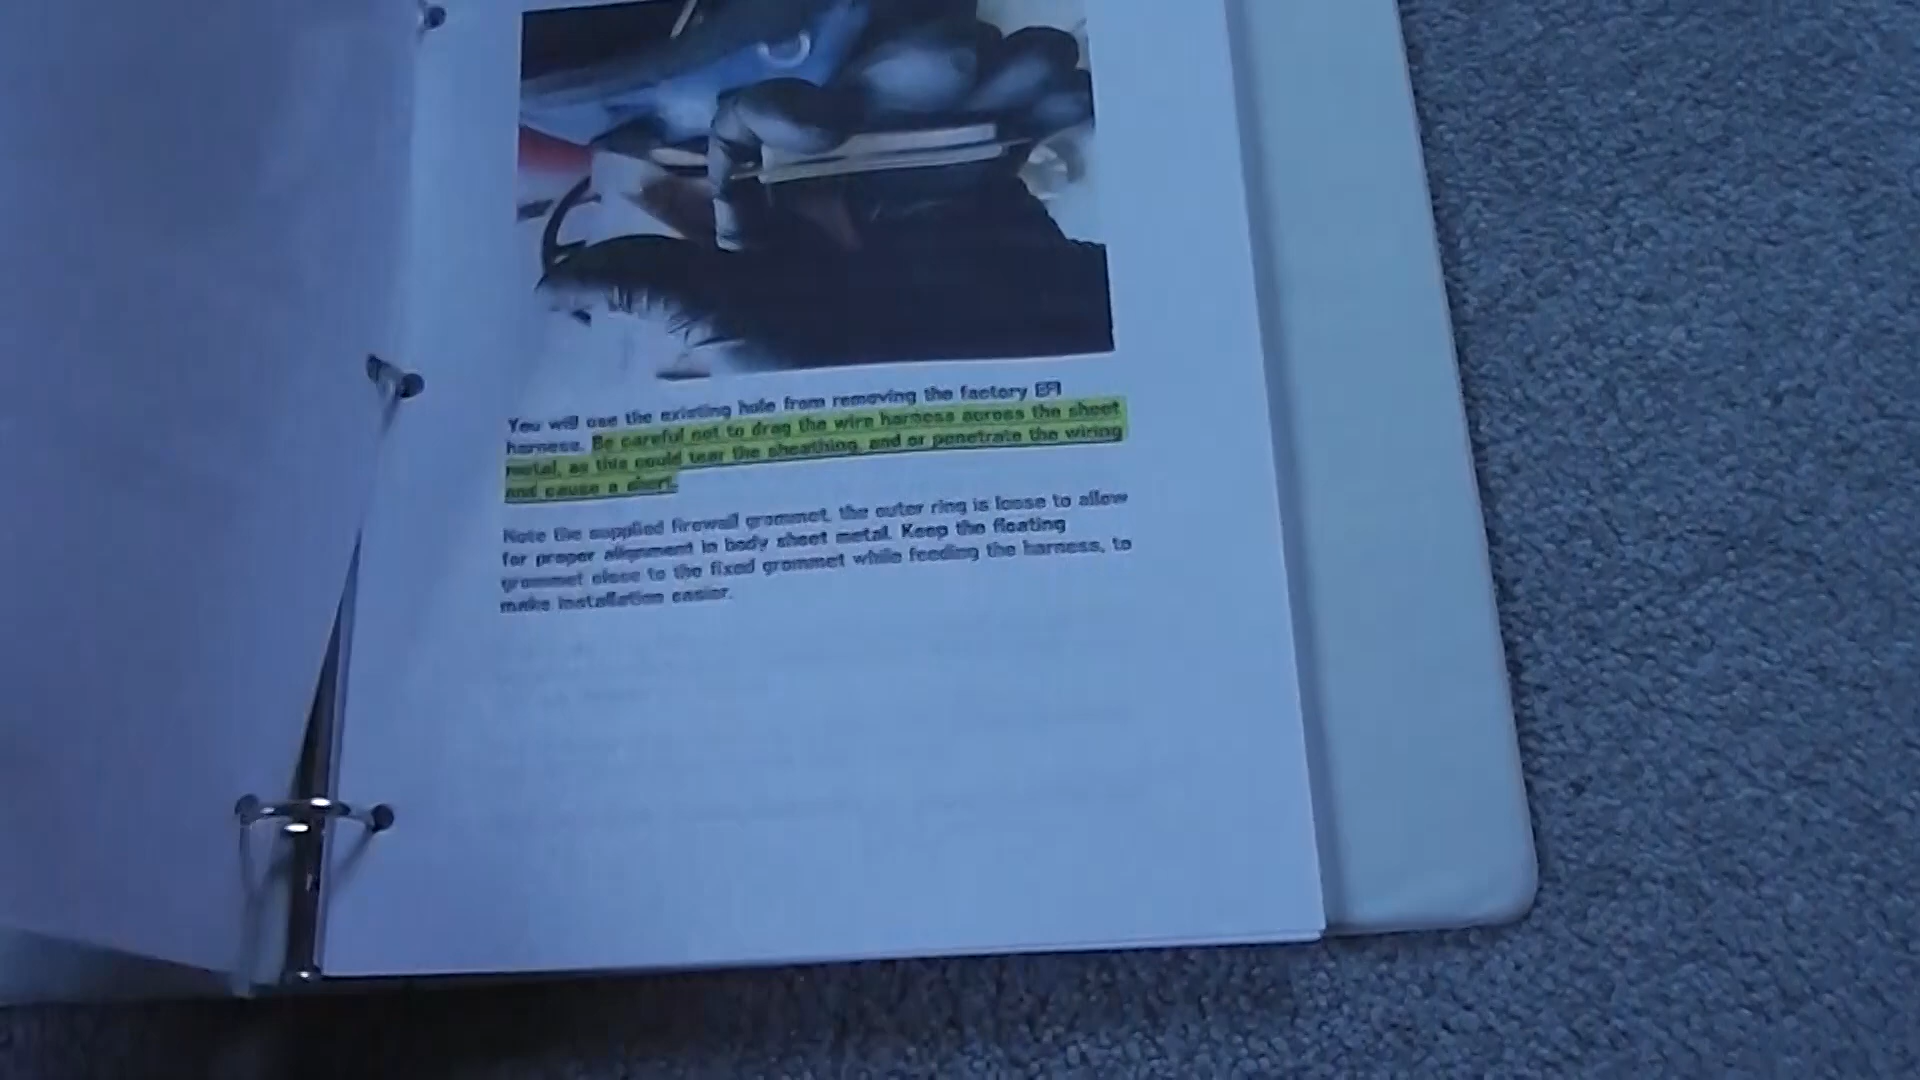 You will use the existing hole from removing the factory EFI
harness. Be careful not to drag the wire harness across the sheet
metal, as this could tear the sheathing, and or penetrate the wiring
and cause a short.
Note the supplied firewall grommet, the outer ring is loose to allow
for proper alignment in body sheet metal. Keep the floating
grommet close to the fixed grommet while feeding the harness, to
make installation easier.